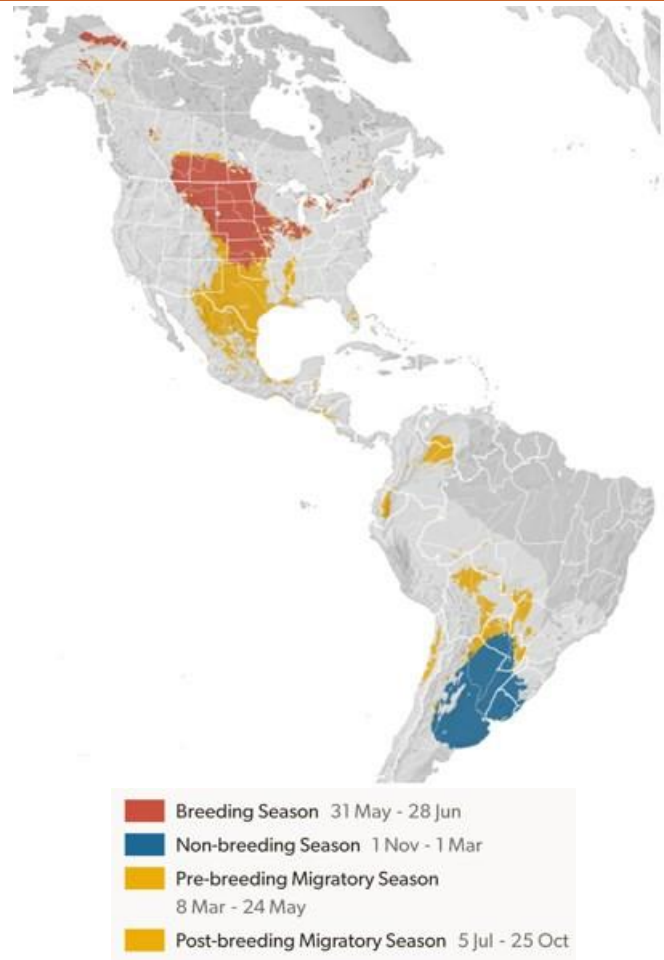 Breeding Season 31 May - 28 Jun
Non-breeding Season 1 Nov - 1 Mar
Pre-breeding Migratory Season
8 Mar - 24 May
Post-breeding Migratory Season 5 Jul - 25 Oct